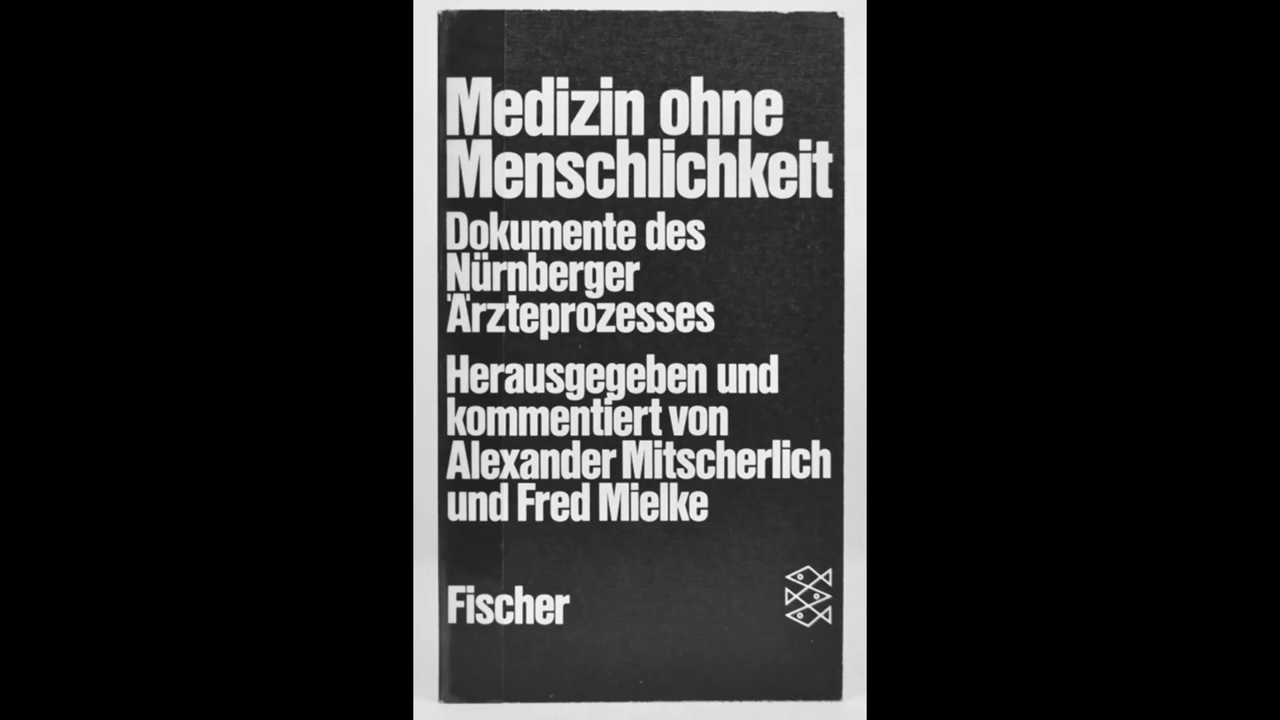 Medizin ohne
Menschlichkeit
Dokumente des
Nürnberger
Ärzteprozesses
Herausgegeben und
kommentiert von
Alexander Mitscherlich
und Fred Mielke
Fischer